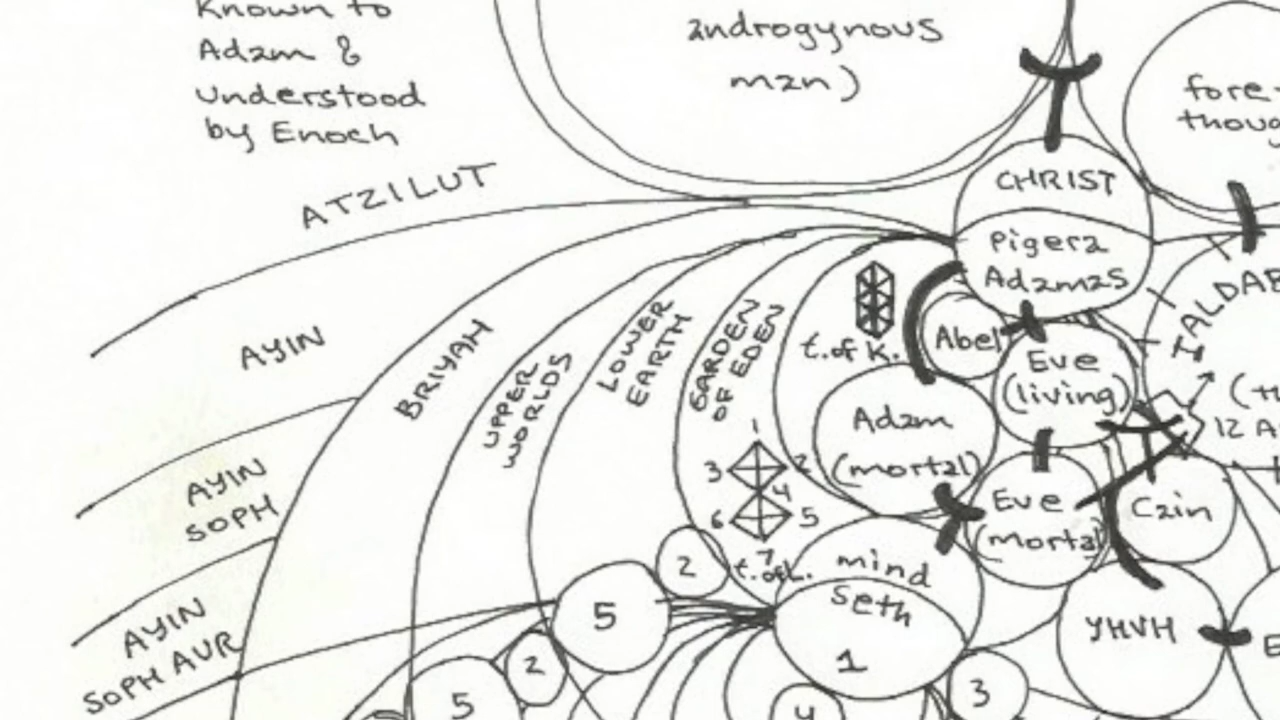 Known to
Adam &
understood
by Enoch
androgynous
man)
fore-
thoug
CHRIST
Pigera
Adamas
ATZILUT
AYIN
BRIYAH
UPPER
WORLDS
LOWER
EARTH
GARDEN
OF EDEN
t.of K.
Abel
Eve
(living)
IALDAB
12 A
Adam
(mortal)
1
3 2
4
6 5
7
t.of L.
AYIN
SOPH
Eve
(mortal)
Cain
mind
Seth
1
2
5
YHVH
E
AYIN
SOPH AUR
2
5
3
4